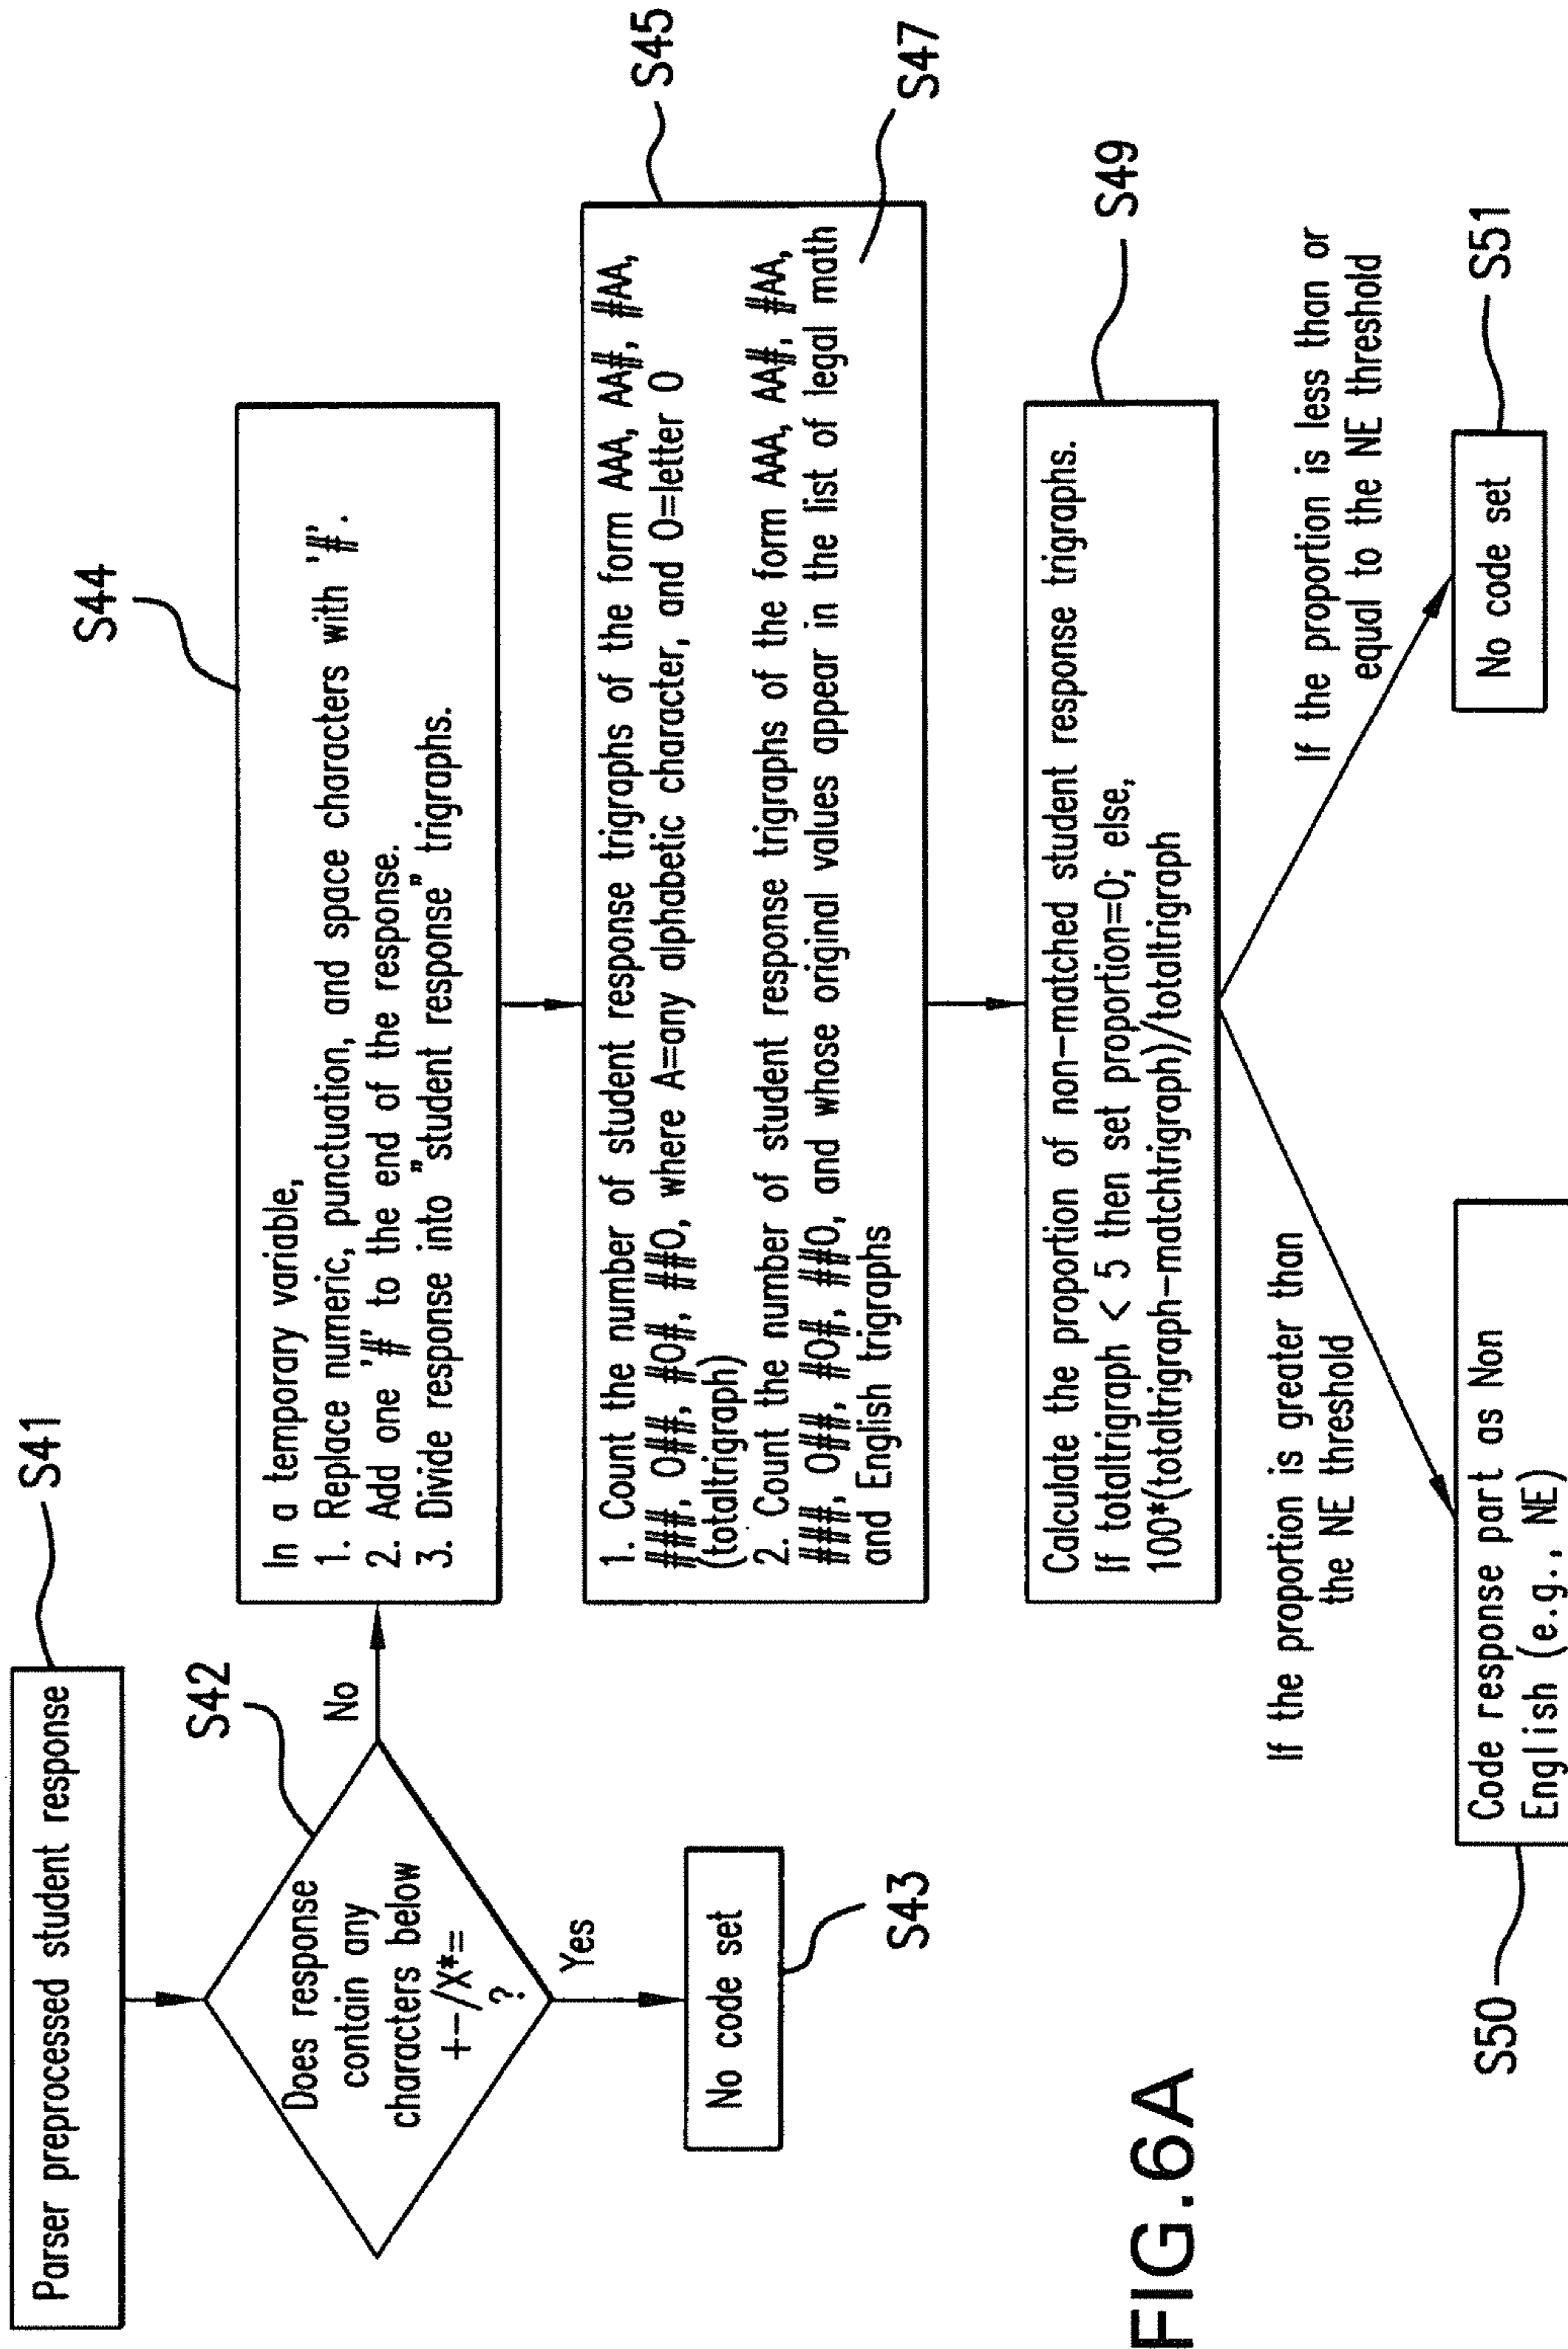 S41
Parser preprocessed student response
S42
Does response
contain any
characters below
+-/X*=
?
No
Yes
No code set
S43
S44
In a temporary variable,
1. Replace numeric, punctuation, and space characters with '#'.
2. Add one '#' to the end of the response.
3. Divide response into "student response" trigraphs.
S45
1. Count the number of student response trigraphs of the form AAA, AA#, #AA,
###, O##, #O#, ##O, where A=any alphabetic character, and O=letter O
(totaltrigraph)
2. Count the number of student response trigraphs of the form AAA, AA#, #AA,
###, O##, #O#, ##O, and whose original values appear in the list of legal math
and English trigraphs
S47
S49
Calculate the proportion of non-matched student response trigraphs.
If totaltrigraph < 5 then set proportion=0; else,
100*(totaltrigraph-matchtrigraph)/totaltrigraph
If the proportion is greater than
the NE threshold
If the proportion is less than or
equal to the NE threshold
Code response part as Non
English (e.g., NE)
S50
No code set
S51
FIG.6A